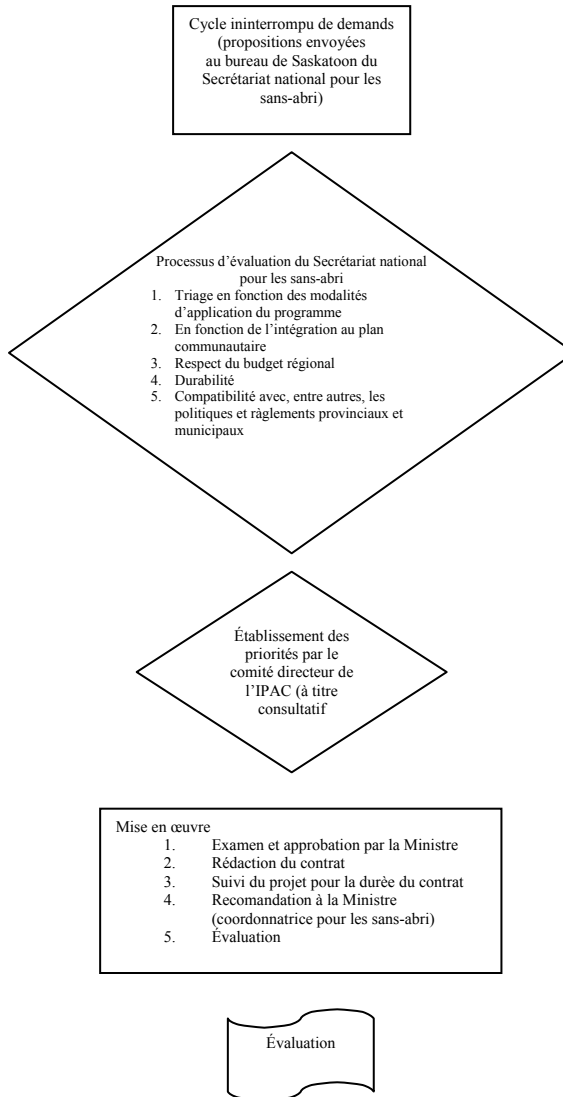 Cycle ininterrompu de demands
(propositions envoyées
au bureau de Saskatoon du
Secrétariat national pour les
sans-abri)
Processus d'évaluation du Secrétariat national
pour les sans-abri
1. Triage en fonction des modalités
d'application du programme
2. En fonction de l'intégration au plan
communautaire
3. Respect du budget régional
4. Durabilité
5. Compatibilité avec, entre autres, les
politiques et règlements provinciaux et
municipaux
Établissement des
priorités par le
comité directeur de
l'IPAC (à titre
consultatif
Mise en œuvre
1. Examen et approbation par la Ministre
2. Rédaction du contrat
3. Suivi du projet pour la durèe du contrat
4. Recomandation à la Ministre
(coordonnatrice pour les sans-abri)
5. Évaluation
Évaluation